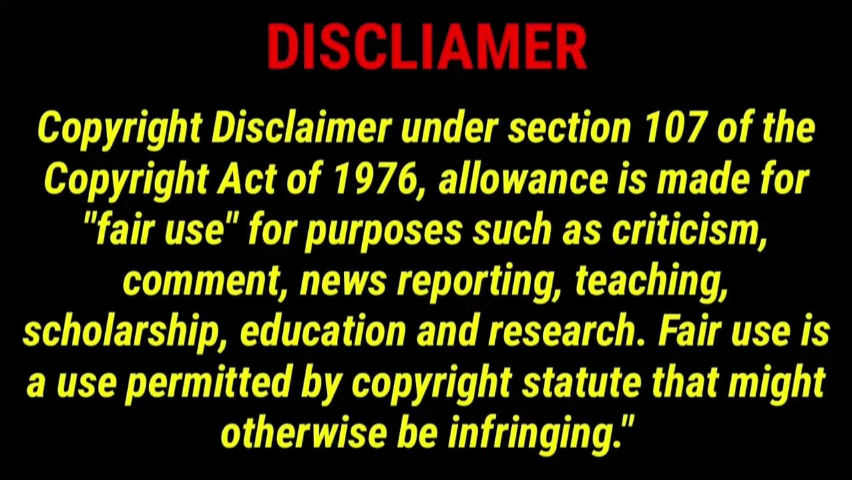 DISCLIAMER
Copyright Disclaimer under section 107 of the
Copyright Act of 1976, allowance is made for
"fair use" for purposes such as criticism,
comment, news reporting, teaching,
scholarship, education and research. Fair use is
a use permitted by copyright statute that might
otherwise be infringing."